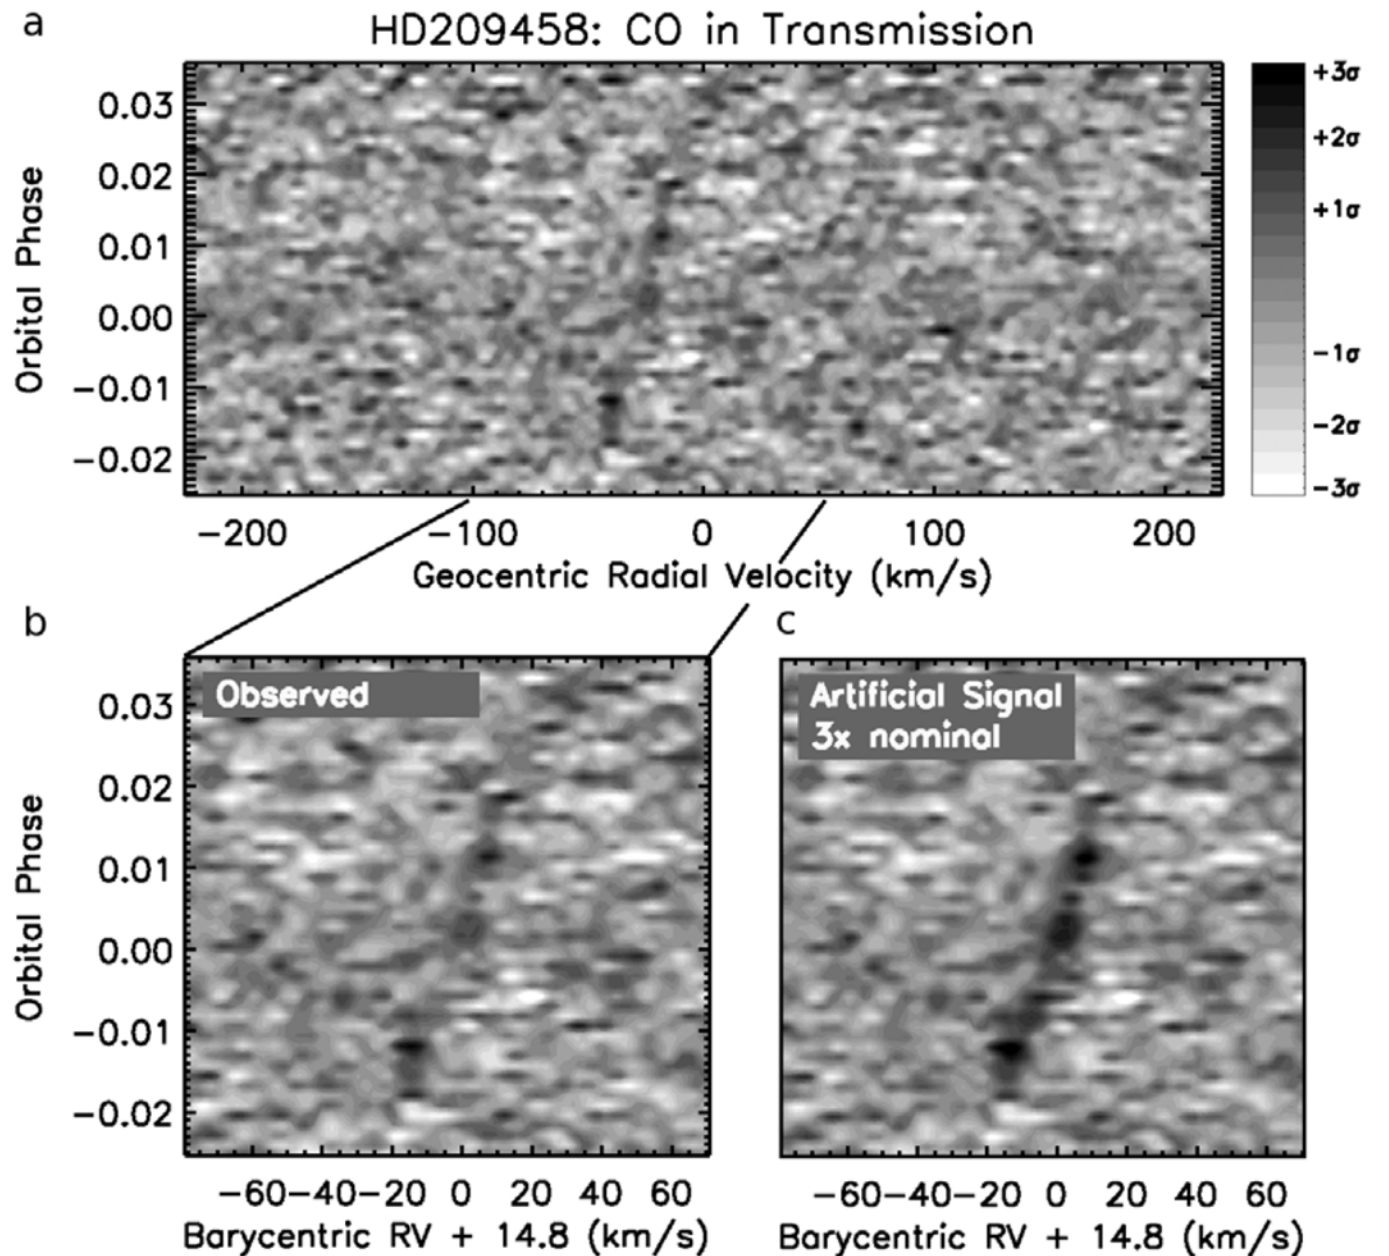 a
HD209458: CO in Transmission
Orbital Phase
0.03
0.02
0.01
0.00
−0.01
−0.02
+3σ
+2σ
+1σ
−1σ
−2σ
−3σ
−200 −100 0 100 200
Geocentric Radial Velocity (km/s)
b
Observed
Orbital Phase
0.03
0.02
0.01
0.00
−0.01
−0.02
−60−40−20 0 20 40 60
Barycentric RV + 14.8 (km/s)
c
Artificial Signal
3x nominal
−60−40−20 0 20 40 60
Barycentric RV + 14.8 (km/s)